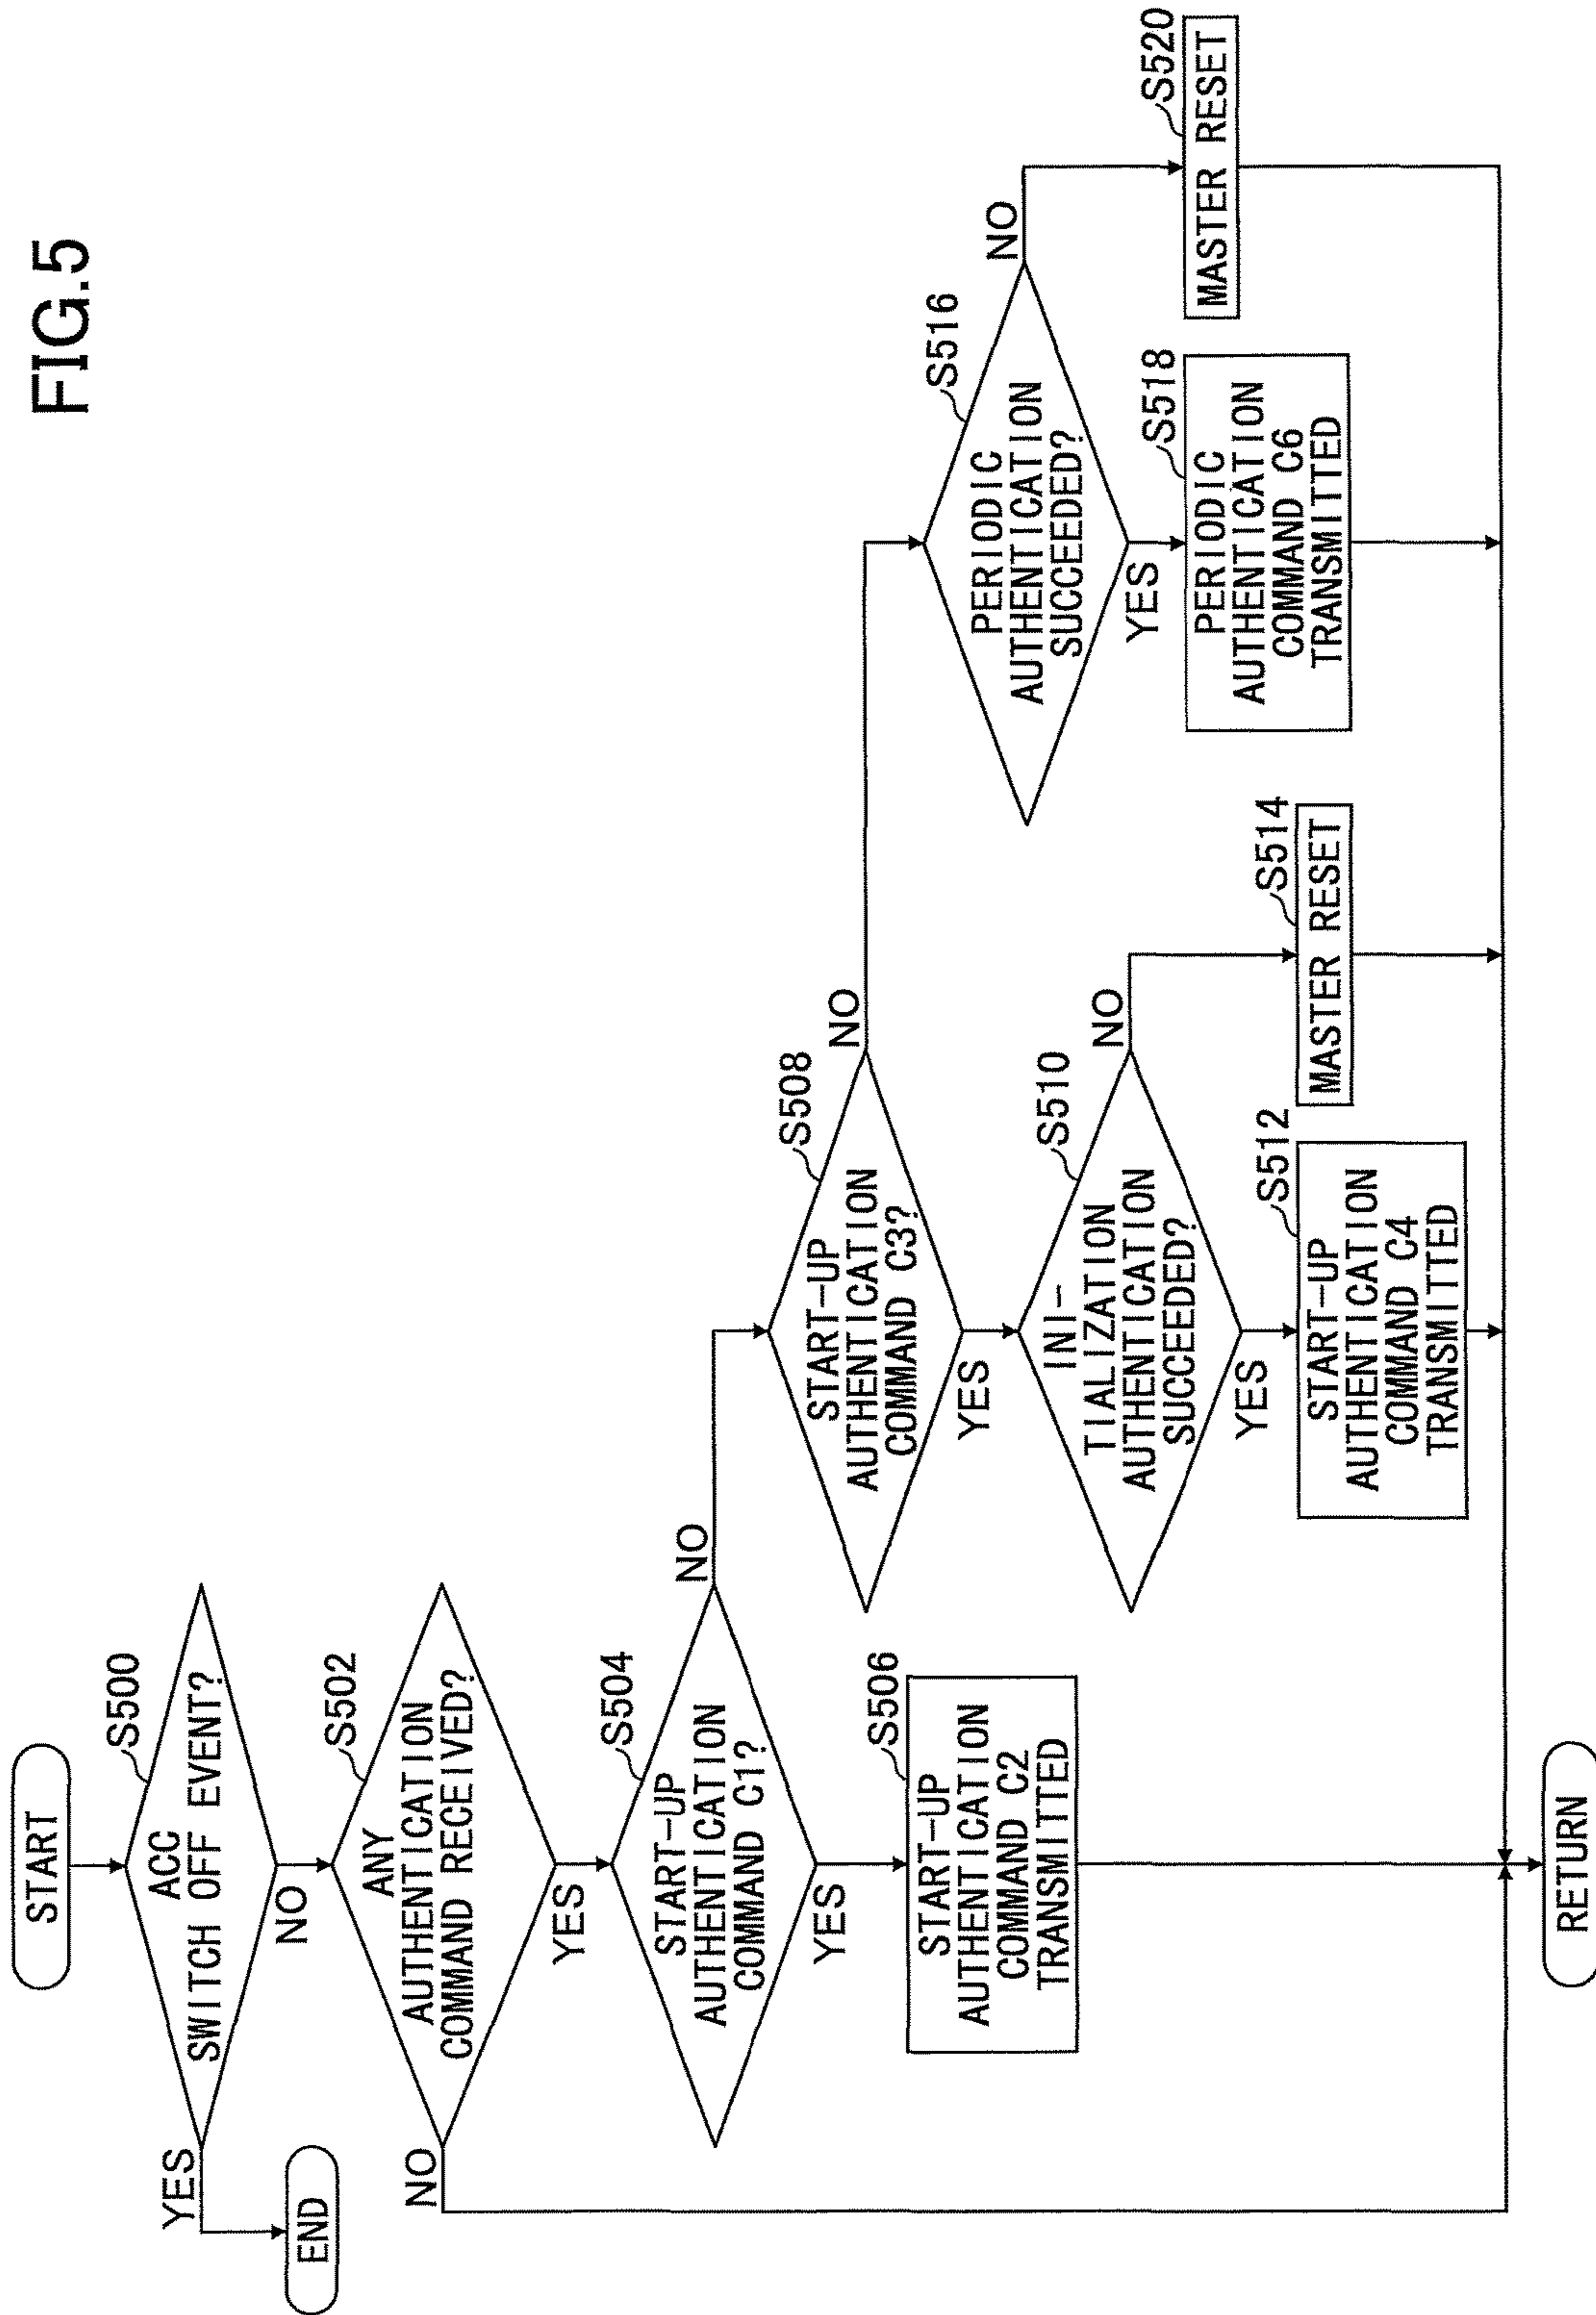 FIG.5
START
S500
ACC
SWITCH OFF EVENT?
YES
NO
END
S502
ANY
AUTHENTICATION
COMMAND RECEIVED?
NO
YES
S504
START-UP
AUTHENTICATION
COMMAND C1?
NO
YES
S506
START-UP
AUTHENTICATION
COMMAND C2
TRANSMITTED
S508
START-UP
AUTHENTICATION
COMMAND C3?
NO
YES
S510
INI-
TIALIZATION
AUTHENTICATION
SUCCEEDED?
NO
YES
S512
START-UP
AUTHENTICATION
COMMAND C4
TRANSMITTED
S514
MASTER RESET
S516
PERIODIC
AUTHENTICATION
SUCCEEDED?
NO
YES
S518
PERIODIC
AUTHENTICATION
COMMAND C6
TRANSMITTED
S520
MASTER RESET
RETURN